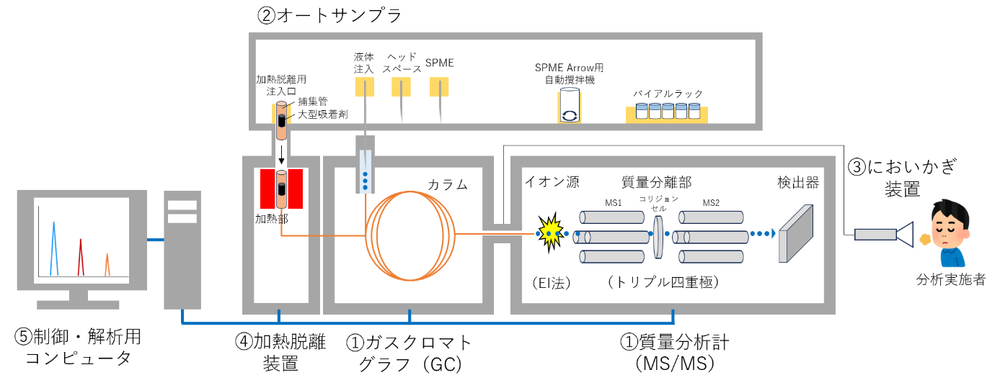 ②オートサンプラ
加熱脱離用
注入口
捕集管
大型吸着剤
液体
注入
ヘッド
スペース
SPME
SPME Arrow用
自動攪拌機
バイアルラック
加熱部
カラム
イオン源
(EI法)
質量分離部
MS1
コリジョン
セル
MS2
(トリプル四重極)
検出器
③においかぎ
装置
分析実施者
⑤制御・解析用
コンピュータ
④加熱脱離
装置
①ガスクロマト
グラフ（GC）
①質量分析計
（MS/MS）